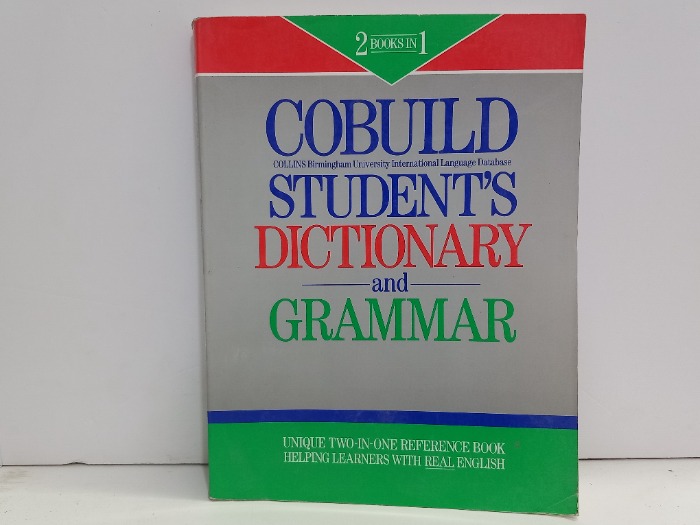 2 BOOKS IN 1
COBUILD
COLLINS Birmingham University International Language Database
STUDENT'S
DICTIONARY
and
GRAMMAR
UNIQUE TWO-IN-ONE REFERENCE BOOK
HELPING LEARNERS WITH REAL ENGLISH